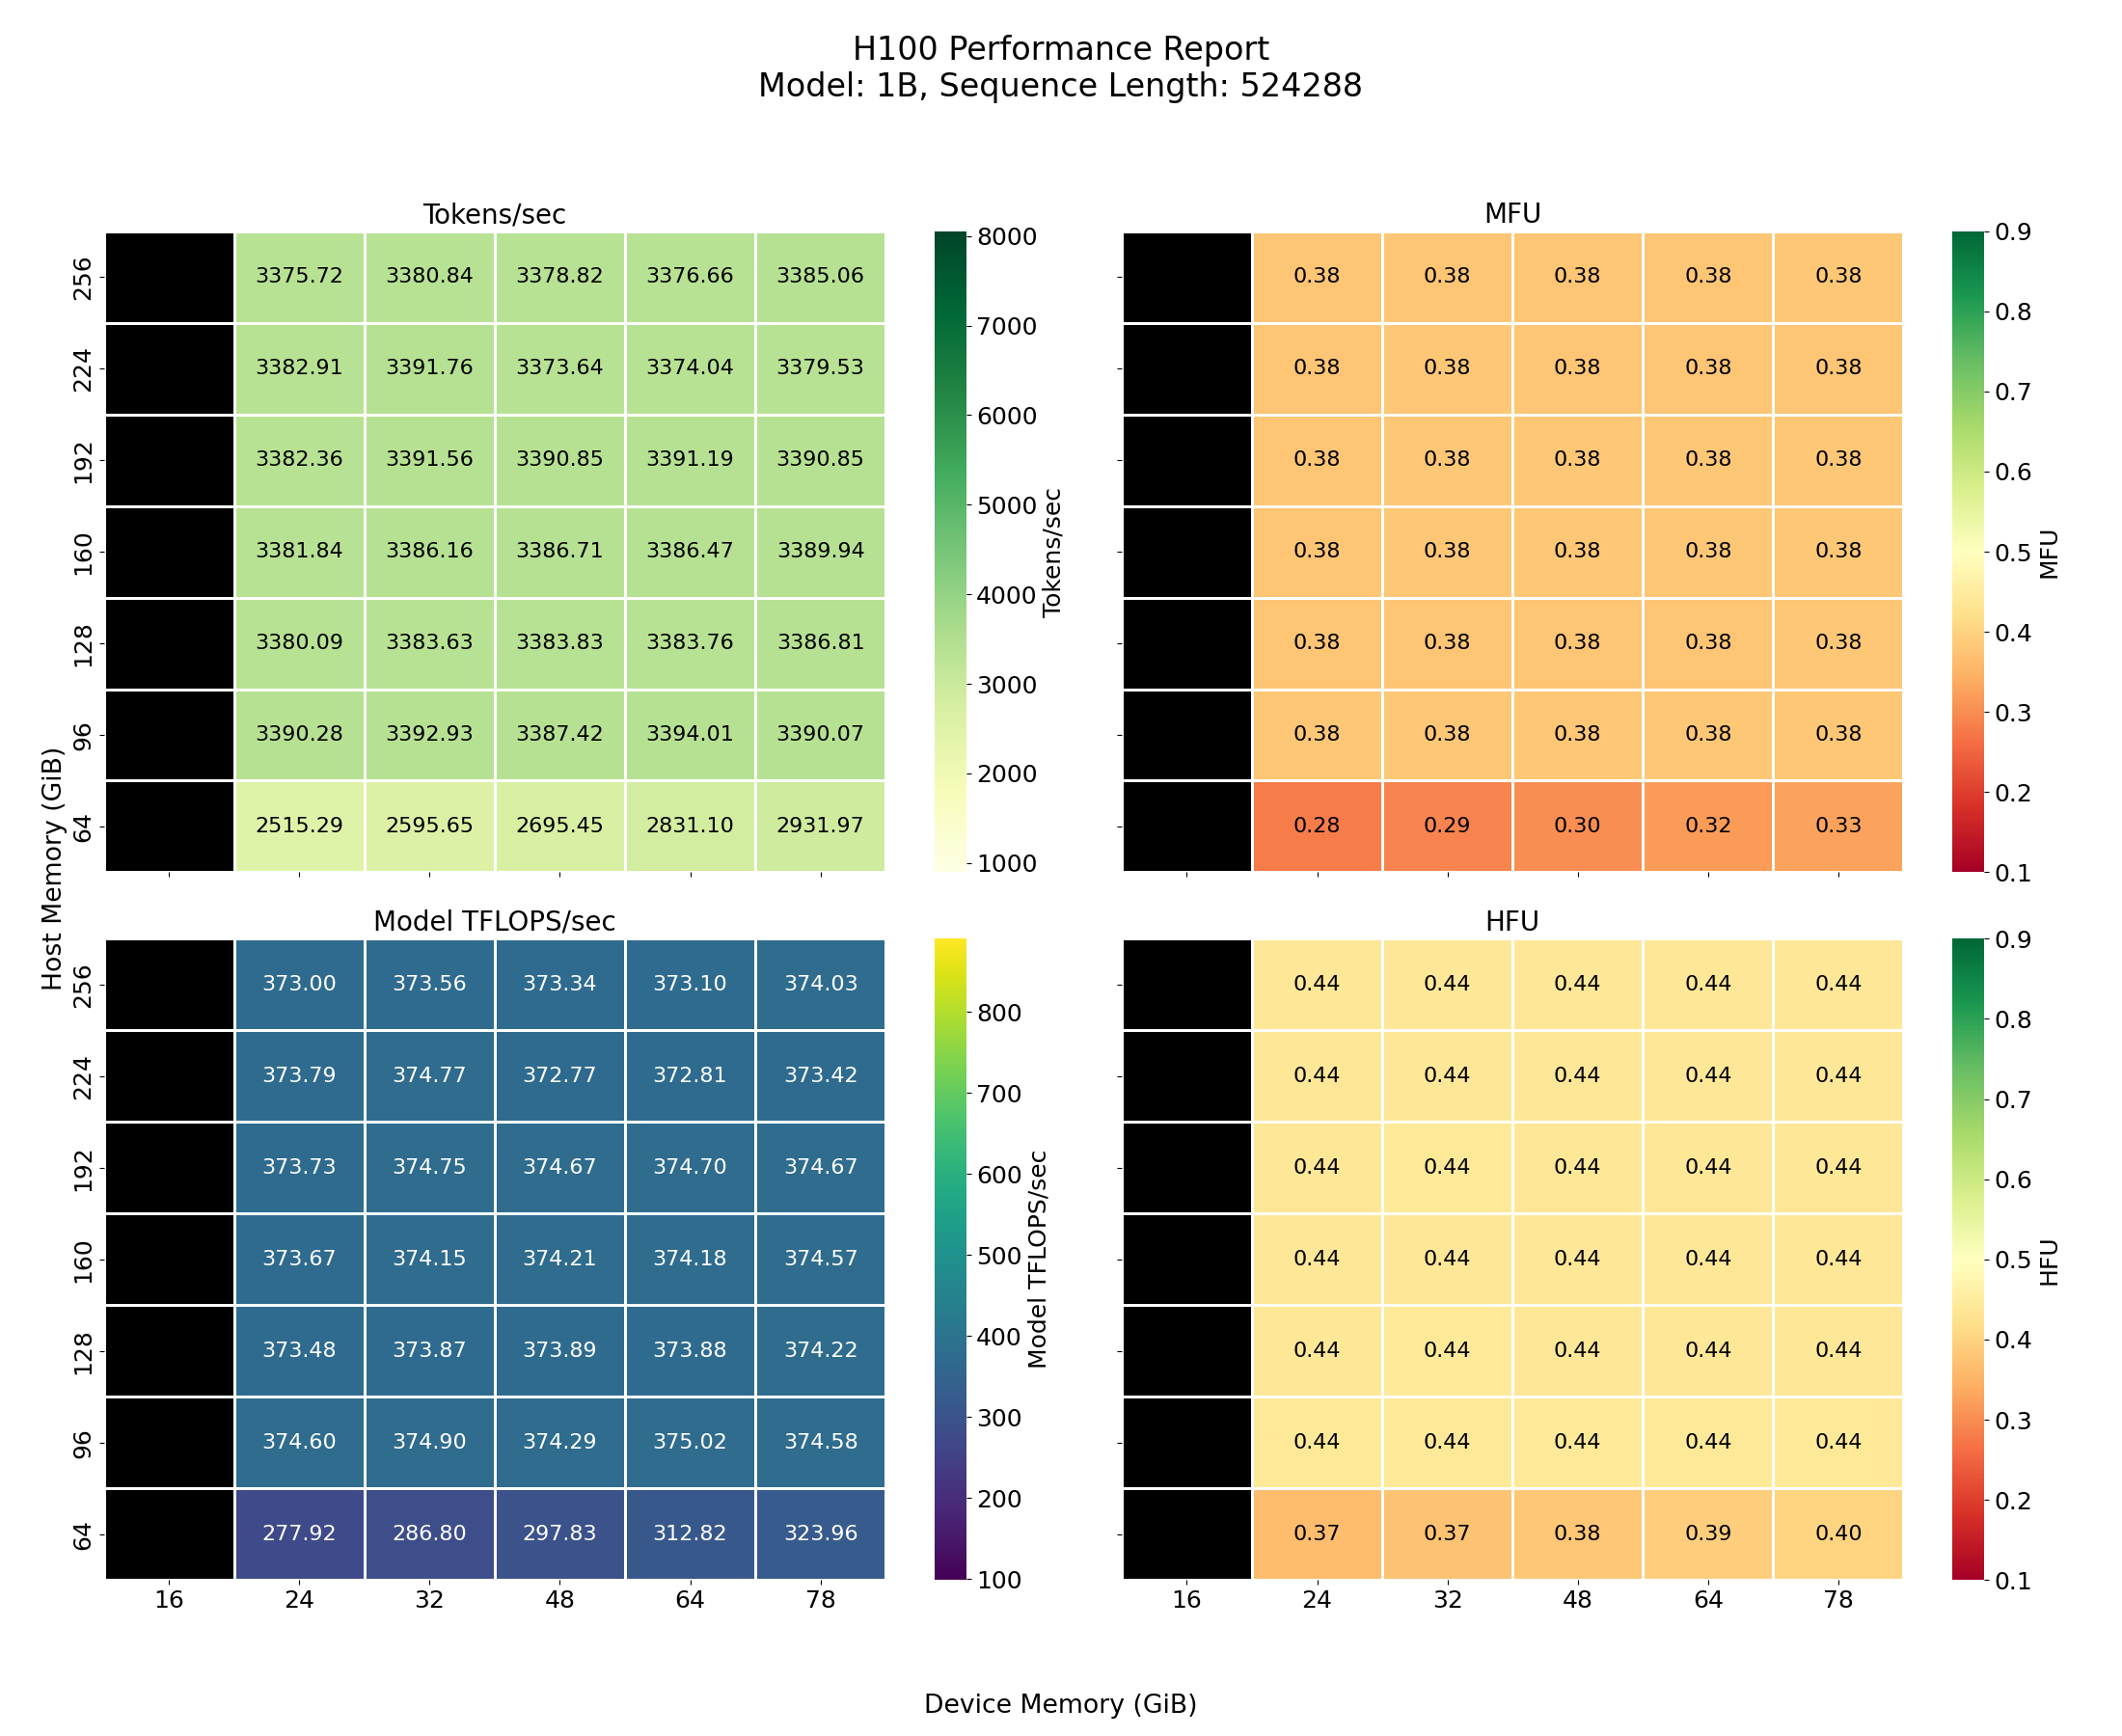 H100 Performance Report
Model: 1B, Sequence Length: 524288
Tokens/sec
256 3375.72 3380.84 3378.82 3376.66 3385.06
224 3382.91 3391.76 3373.64 3374.04 3379.53
192 3382.36 3391.56 3390.85 3391.19 3390.85
160 3381.84 3386.16 3386.71 3386.47 3389.94
128 3380.09 3383.63 3383.83 3383.76 3386.81
96 3390.28 3392.93 3387.42 3394.01 3390.07
64 2515.29 2595.65 2695.45 2831.10 2931.97
8000
7000
6000
5000
4000
3000
2000
1000
Tokens/sec
MFU
0.38 0.38 0.38 0.38 0.38
0.38 0.38 0.38 0.38 0.38
0.38 0.38 0.38 0.38 0.38
0.38 0.38 0.38 0.38 0.38
0.38 0.38 0.38 0.38 0.38
0.38 0.38 0.38 0.38 0.38
0.28 0.29 0.30 0.32 0.33
0.9
0.8
0.7
0.6
0.5
0.4
0.3
0.2
0.1
MFU
Host Memory (GiB)
Model TFLOPS/sec
256 373.00 373.56 373.34 373.10 374.03
224 373.79 374.77 372.77 372.81 373.42
192 373.73 374.75 374.67 374.70 374.67
160 373.67 374.15 374.21 374.18 374.57
128 373.48 373.87 373.89 373.88 374.22
96 374.60 374.90 374.29 375.02 374.58
64 277.92 286.80 297.83 312.82 323.96
16 24 32 48 64 78
800
700
600
500
400
300
200
100
Model TFLOPS/sec
HFU
0.44 0.44 0.44 0.44 0.44
0.44 0.44 0.44 0.44 0.44
0.44 0.44 0.44 0.44 0.44
0.44 0.44 0.44 0.44 0.44
0.44 0.44 0.44 0.44 0.44
0.44 0.44 0.44 0.44 0.44
0.37 0.37 0.38 0.39 0.40
16 24 32 48 64 78
0.9
0.8
0.7
0.6
0.5
0.4
0.3
0.2
0.1
HFU
Device Memory (GiB)